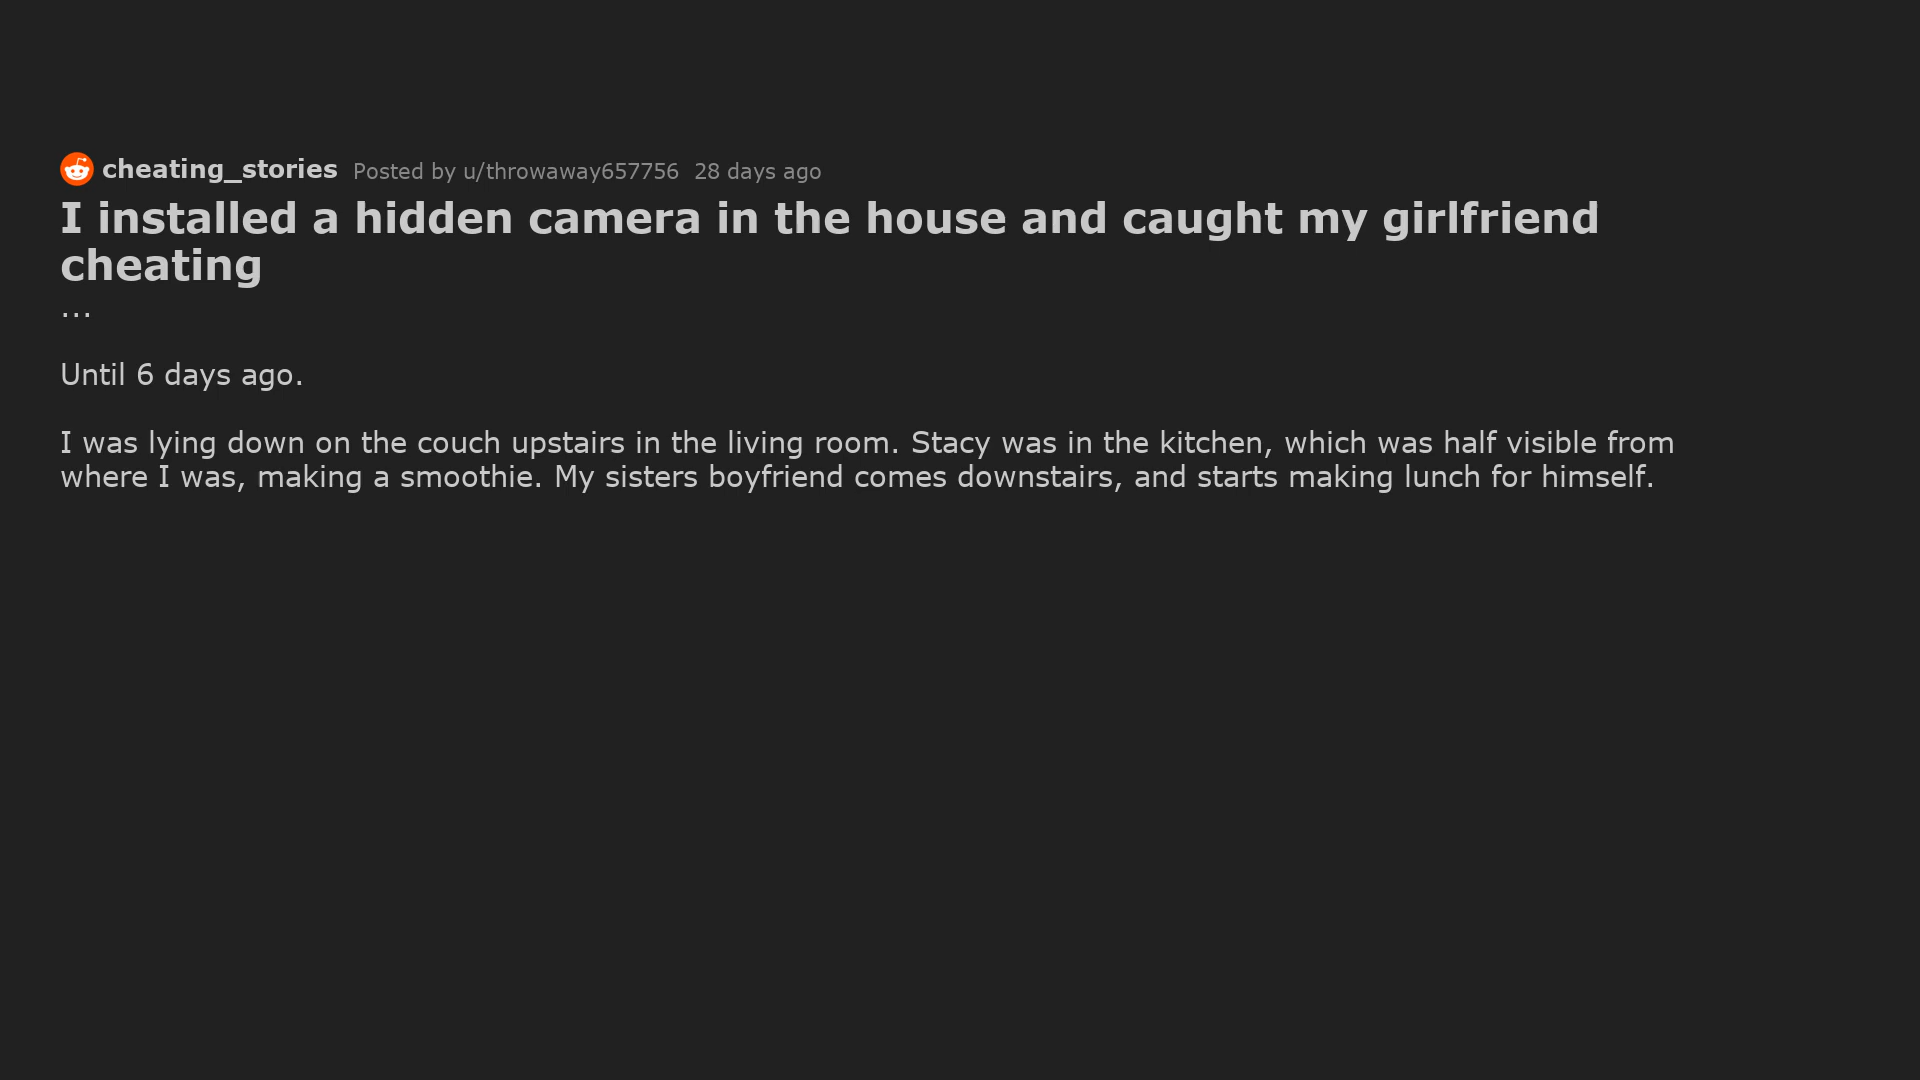 cheating_stories Posted by u/throwaway657756 28 days ago
I installed a hidden camera in the house and caught my girlfriend
cheating
...
Until 6 days ago.
I was lying down on the couch upstairs in the living room. Stacy was in the kitchen, which was half visible from
where I was, making a smoothie. My sisters boyfriend comes downstairs, and starts making lunch for himself.